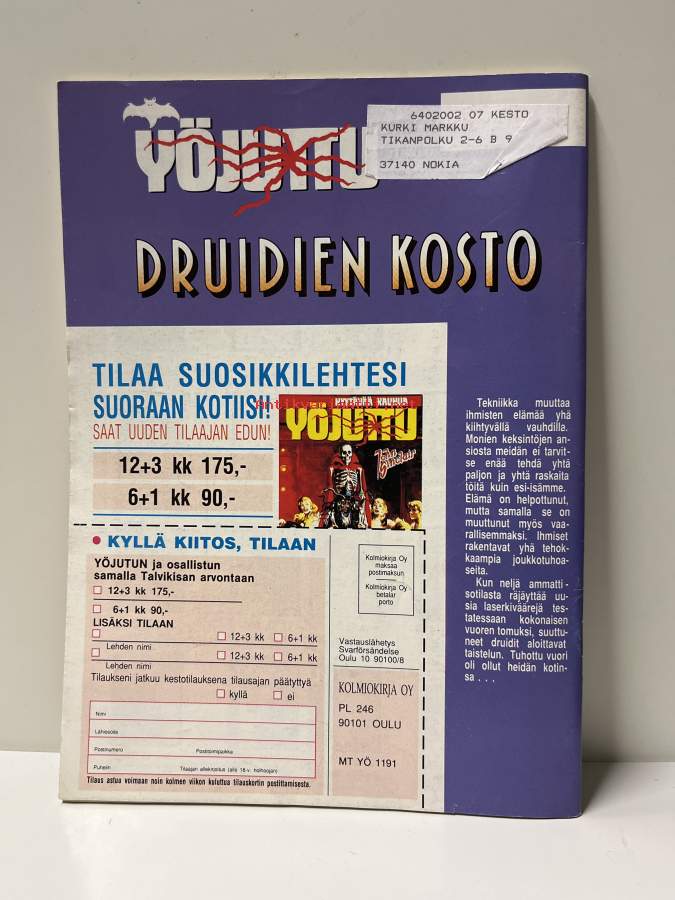 YÖJUTTU
6402002 07 KESTO
KURKI MARKKU
TIKANPOLKU 2-6 B 9
37140 NOKIA
DRUIDIEN KOSTO
TILAA SUOSIKKILEHTESI
SUORAAN KOTIISI
SAAT UUDEN TILAAJAN EDUN!
12+3 kk 175,-
6+1 kk 90,-
HYYTÄVÄÄ KAUHUA
YÖJUTTU
John Sinclair
• KYLLÄ KIITOS, TILAAN
YÖJUTUN ja osallistun
samalla Talvikisan arvontaan
12+3 kk 175,-
6+1 kk 90,-
LISÄKSI TILAAN
12+3 kk 6+1 kk
Lehden nimi
12+3 kk 6+1 kk
Lehden nimi
Tilaukseni jatkuu kestotilauksena tilausajan päätyttyä
kyllä ei
Nimi
Lähiosoite
Postinumero Postitoimipaikka
Puhelin Tilaajan allekirjoitus (alle 18-v. holhoojan)
Tilaus astuu voimaan noin kolmen viikon kuluttua tilauskortin postittamisesta.
Kolmiokirja Oy
maksaa
postimaksun
Kolmiokirja Oy
betalar
porto
Vastauslähetys
Svarförsändelse
Oulu 10 90100/8
KOLMIOKIRJA OY
PL 246
90101 OULU
MT YÖ 1191
Tekniikka muuttaa
ihmisten elämää yhä
kiihtyvällä vauhdilla.
Monien keksintöjen an-
siosta meidän ei tarvit-
se enää tehdä yhtä
paljon ja yhtä raskaita
töitä kuin esi-isämme.
Elämä on helpottunut,
mutta samalla se on
muuttunut myös vaa-
rallisemmaksi. Ihmiset
rakentavat yhä tehok-
kaampia joukkotuhoa-
seita.
Kun neljä ammatti-
sotilasta räjäyttää uu-
sia laserkiväärejä tes-
tatessaan kokonaisen
vuoren tomuksi, suuttu-
neet druidit aloittavat
taistelun. Tuhottu vuori
oli ollut heidän kotin-
sa . . .